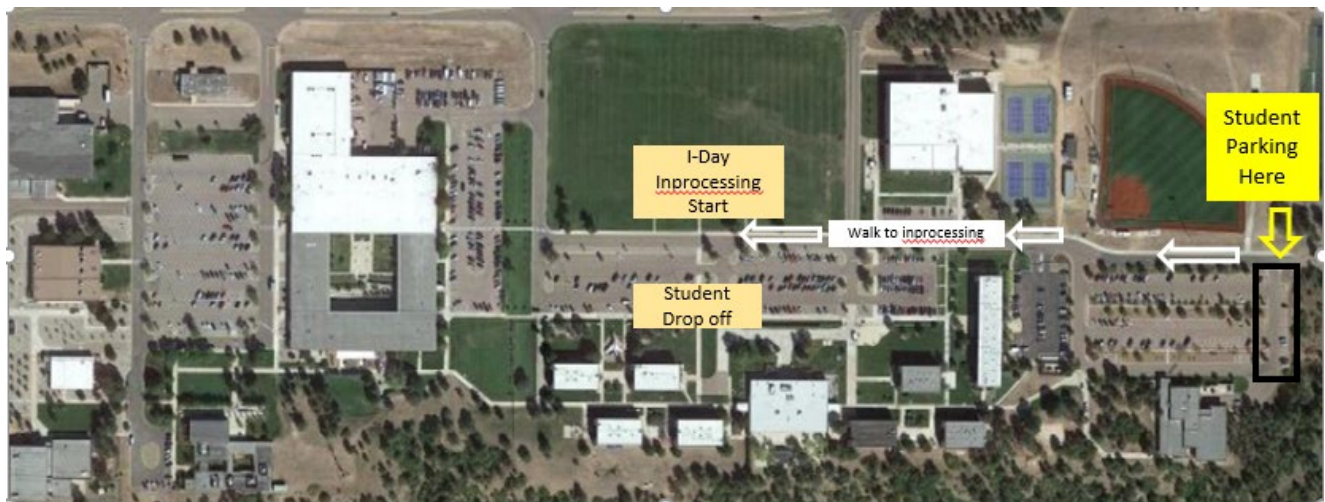 I-Day
Inprocessing
Start
Student
Drop off
Walk to inprocessing
Student
Parking
Here